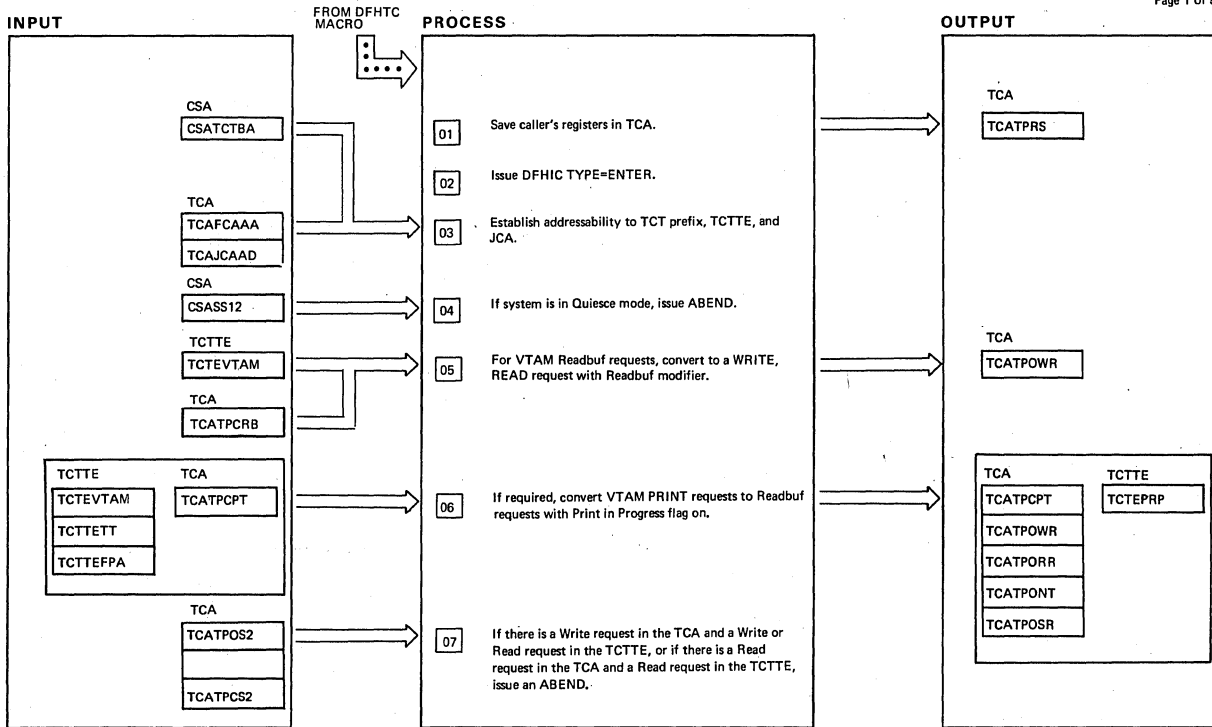 Page 1 of
INPUT
FROM DFHTC
MACRO
PROCESS
OUTPUT
CSA
CSATCTBA
TCA
TCAFCAAA
TCAJCAAD
CSA
CSASS12
TCTTE
TCTEVTAM
TCA
TCATPCRB
TCTTE
TCTEVTAM
TCTTETT
TCTTEFPA
TCA
TCATPCPT
TCA
TCATPOS2
TCATPCS2
01 Save caller's registers in TCA.
02 Issue DFHIC TYPE=ENTER.
03 Establish addressability to TCT prefix, TCTTE, and
JCA.
04 If system is in Quiesce mode, issue ABEND.
05 For VTAM Readbuf requests, convert to a WRITE,
READ request with Readbuf modifier.
06 If required, convert VTAM PRINT requests to Readbuf
requests with Print in Progress flag on.
07 If there is a Write request in the TCA and a Write or
Read request in the TCTTE, or if there is a Read
request in the TCA and a Read request in the TCTTE,
issue an ABEND.
TCA
TCATPRS
TCA
TCATPOWR
TCA
TCATPCPT
TCATPOWR
TCATPORR
TCATPONT
TCATPOSR
TCTTE
TCTEPRP